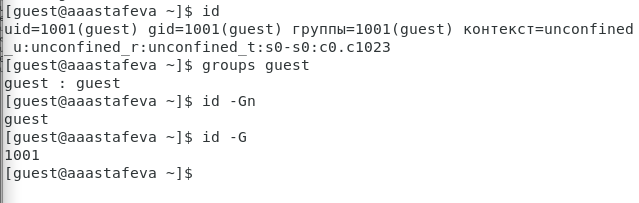 [guest@aaastafeva ~]$ id
uid=1001(guest) gid=1001(guest) группы=1001(guest) контекст=unconfined
_u:unconfined_r:unconfined_t:s0-s0:c0.c1023
[guest@aaastafeva ~]$ groups guest
guest : guest
[guest@aaastafeva ~]$ id -Gn
guest
[guest@aaastafeva ~]$ id -G
1001
[guest@aaastafeva ~]$